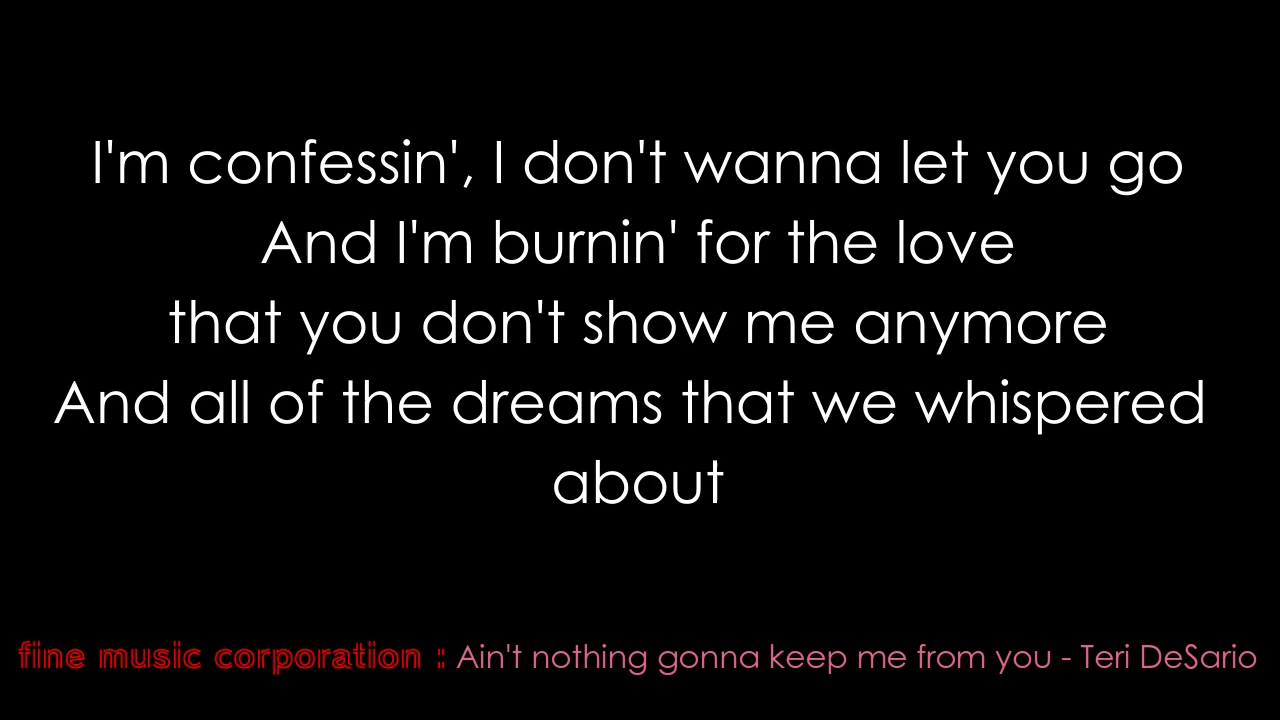 I'm confessin', I don't wanna let you go
And I'm burnin' for the love
that you don't show me anymore
And all of the dreams that we whispered
about
fine music corporation : Ain't nothing gonna keep me from you - Teri DeSario